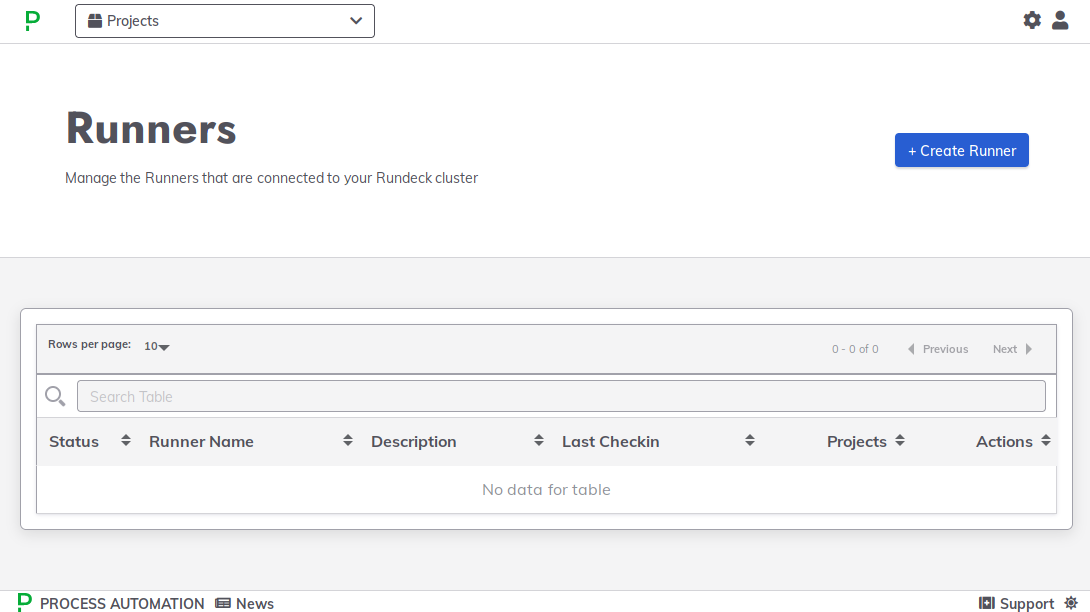 Projects
Runners
Manage the Runners that are connected to your Rundeck cluster
+ Create Runner
Rows per page: 10
0 - 0 of 0 Previous Next
Search Table
Status Runner Name Description Last Checkin Projects Actions
No data for table
PROCESS AUTOMATION News Support